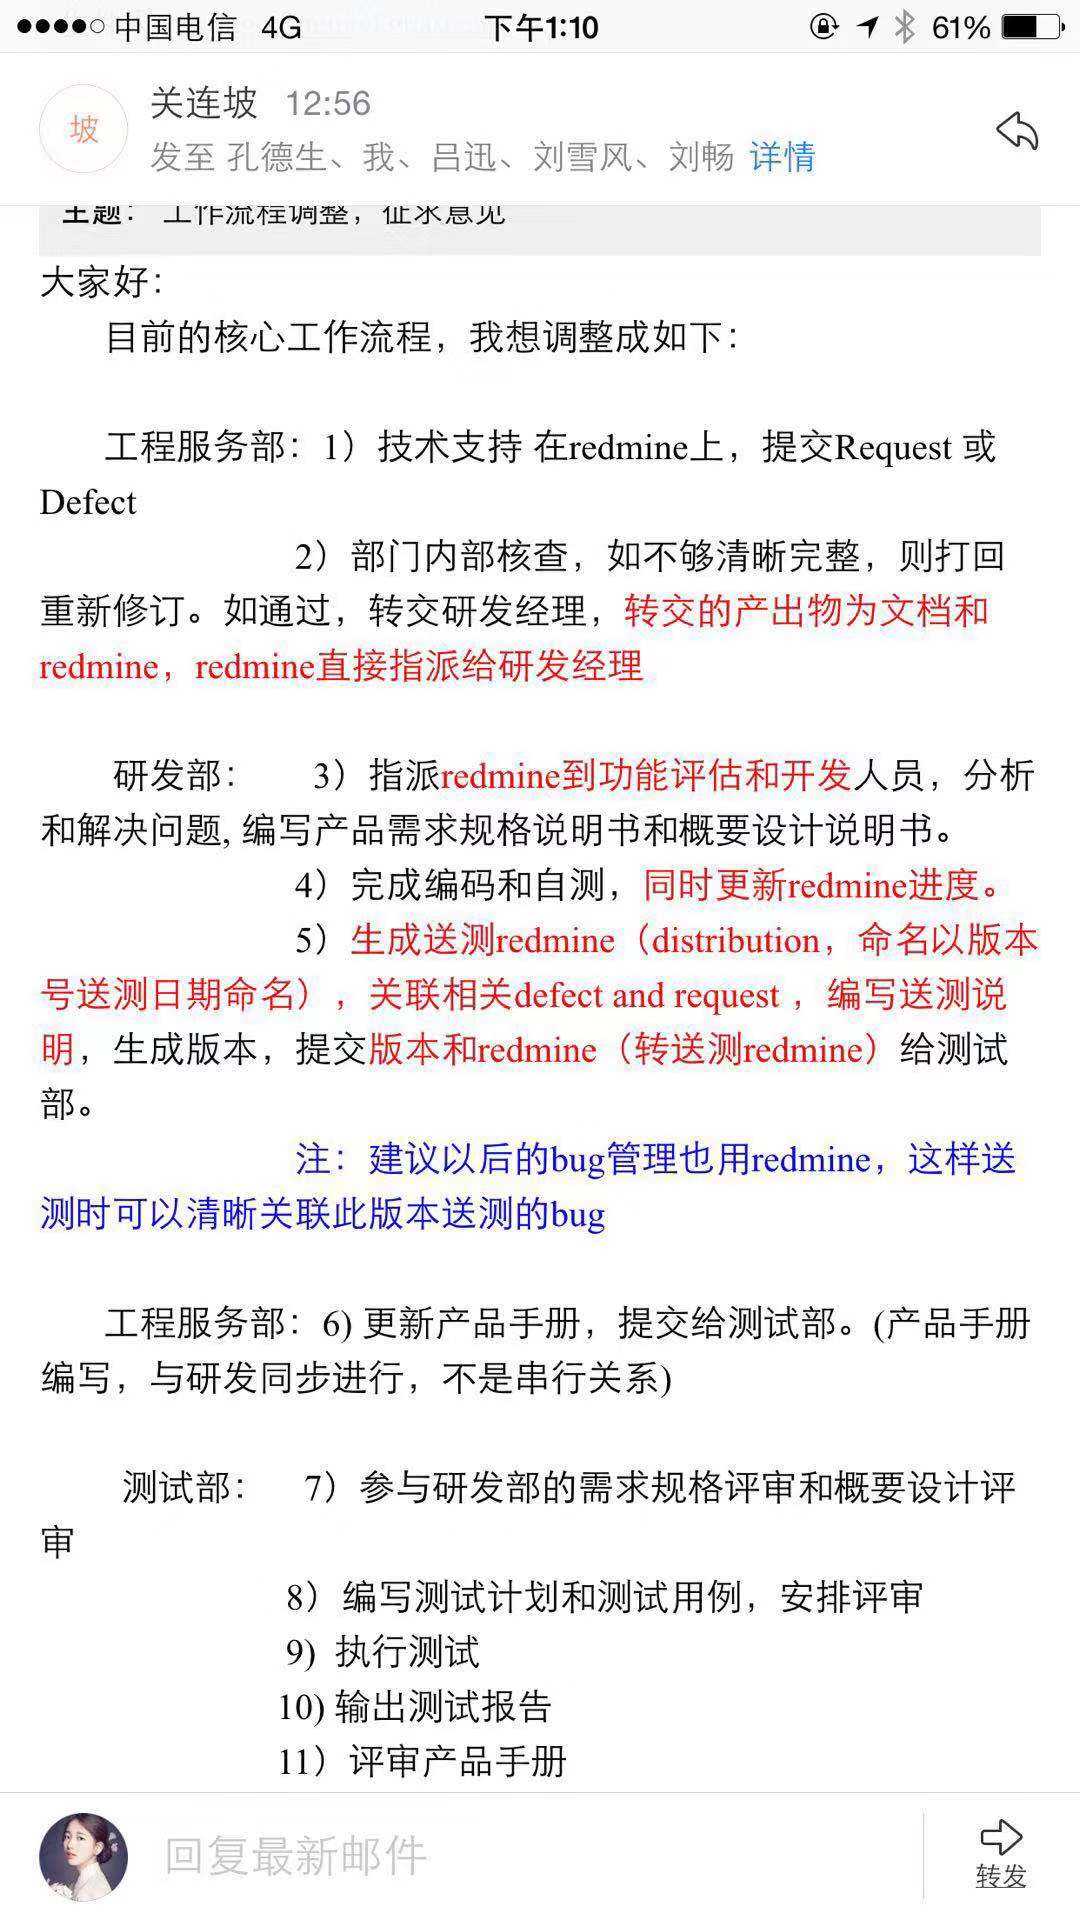 中国电信 4G 下午1:10 61%
坡
关连坡 12:56
发至 孔德生、我、吕迅、刘雪风、刘畅 详情
主题： 工作流程调整，征求意见
大家好：
目前的核心工作流程，我想调整成如下：
工程服务部：1）技术支持 在redmine上，提交Request 或
Defect
2）部门内部核查，如不够清晰完整，则打回
重新修订。如通过，转交研发经理，转交的产出物为文档和
redmine，redmine直接指派给研发经理
研发部： 3）指派redmine到功能评估和开发人员，分析
和解决问题, 编写产品需求规格说明书和概要设计说明书。
4）完成编码和自测，同时更新redmine进度。
5）生成送测redmine（distribution，命名以版本
号送测日期命名），关联相关defect and request ，编写送测说
明，生成版本，提交版本和redmine（转送测redmine）给测试
部。
注：建议以后的bug管理也用redmine，这样送
测时可以清晰关联此版本送测的bug
工程服务部：6) 更新产品手册，提交给测试部。(产品手册
编写，与研发同步进行，不是串行关系)
测试部： 7）参与研发部的需求规格评审和概要设计评
审
8）编写测试计划和测试用例，安排评审
9) 执行测试
10) 输出测试报告
11）评审产品手册
回复最新邮件
转发